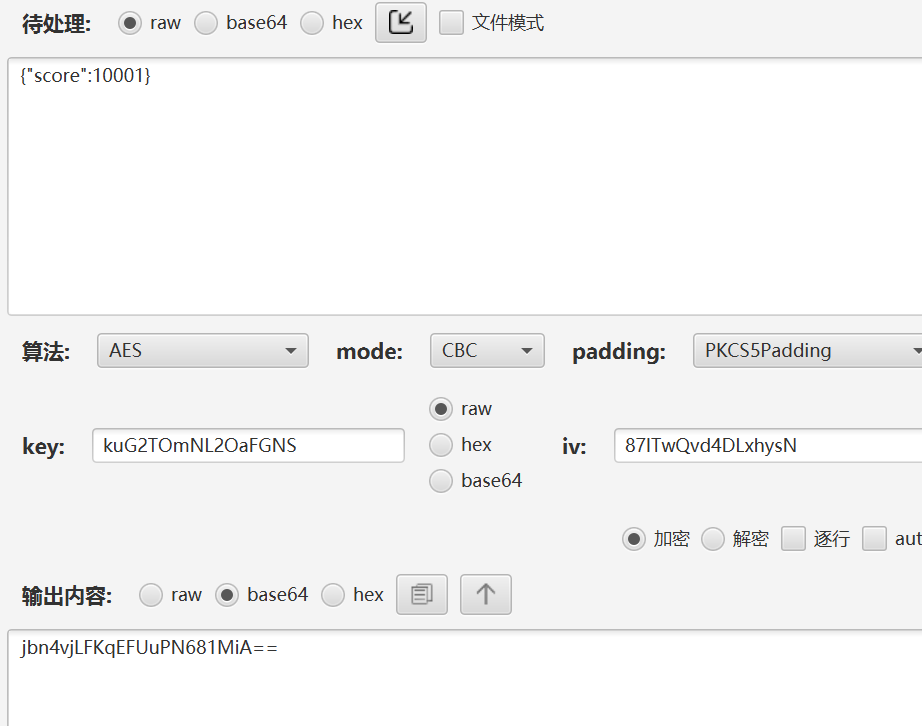 待处理: raw base64 hex 文件模式
{"score":10001}
算法: AES mode: CBC padding: PKCS5Padding
raw
key: kuG2TOmNL2OaFGNS hex iv: 87ITwQvd4DLxhysN
base64
加密 解密 逐行 aut
输出内容: raw base64 hex
jbn4vjLFKqEFUuPN681MiA==